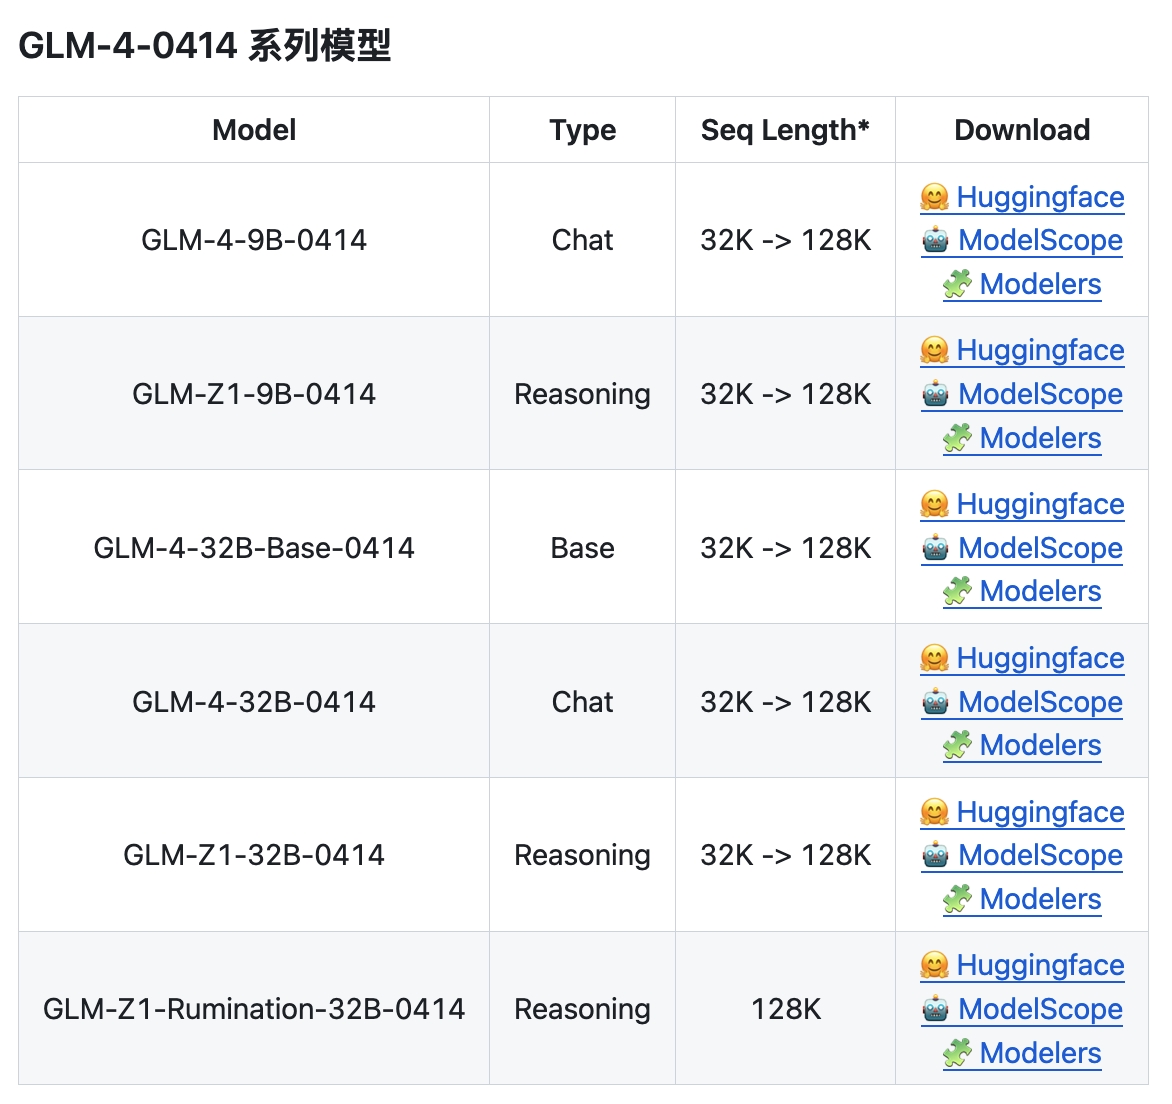 GLM-4-0414 系列模型
Model Type Seq Length* Download
GLM-4-9B-0414 Chat 32K -> 128K 🤗 Huggingface
🤖 ModelScope
🧩 Modelers
GLM-Z1-9B-0414 Reasoning 32K -> 128K 🤗 Huggingface
🤖 ModelScope
🧩 Modelers
GLM-4-32B-Base-0414 Base 32K -> 128K 🤗 Huggingface
🤖 ModelScope
🧩 Modelers
GLM-4-32B-0414 Chat 32K -> 128K 🤗 Huggingface
🤖 ModelScope
🧩 Modelers
GLM-Z1-32B-0414 Reasoning 32K -> 128K 🤗 Huggingface
🤖 ModelScope
🧩 Modelers
GLM-Z1-Rumination-32B-0414 Reasoning 128K 🤗 Huggingface
🤖 ModelScope
🧩 Modelers